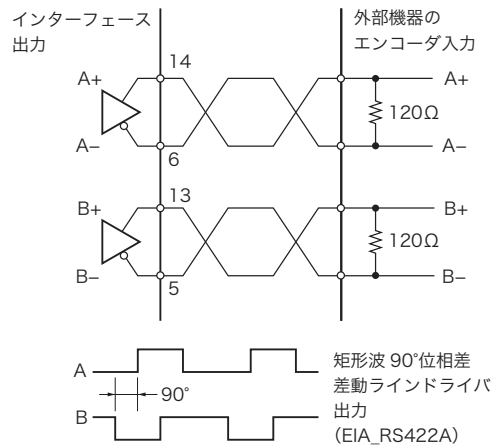 インターフェース
出力
外部機器の
エンコーダ入力
A+
14
A+
120Ω
A−
6
A−
B+
13
B+
120Ω
B−
5
B−
A
90°
B
矩形波 90°位相差
差動ラインドライバ
出力
（EIA_RS422A）